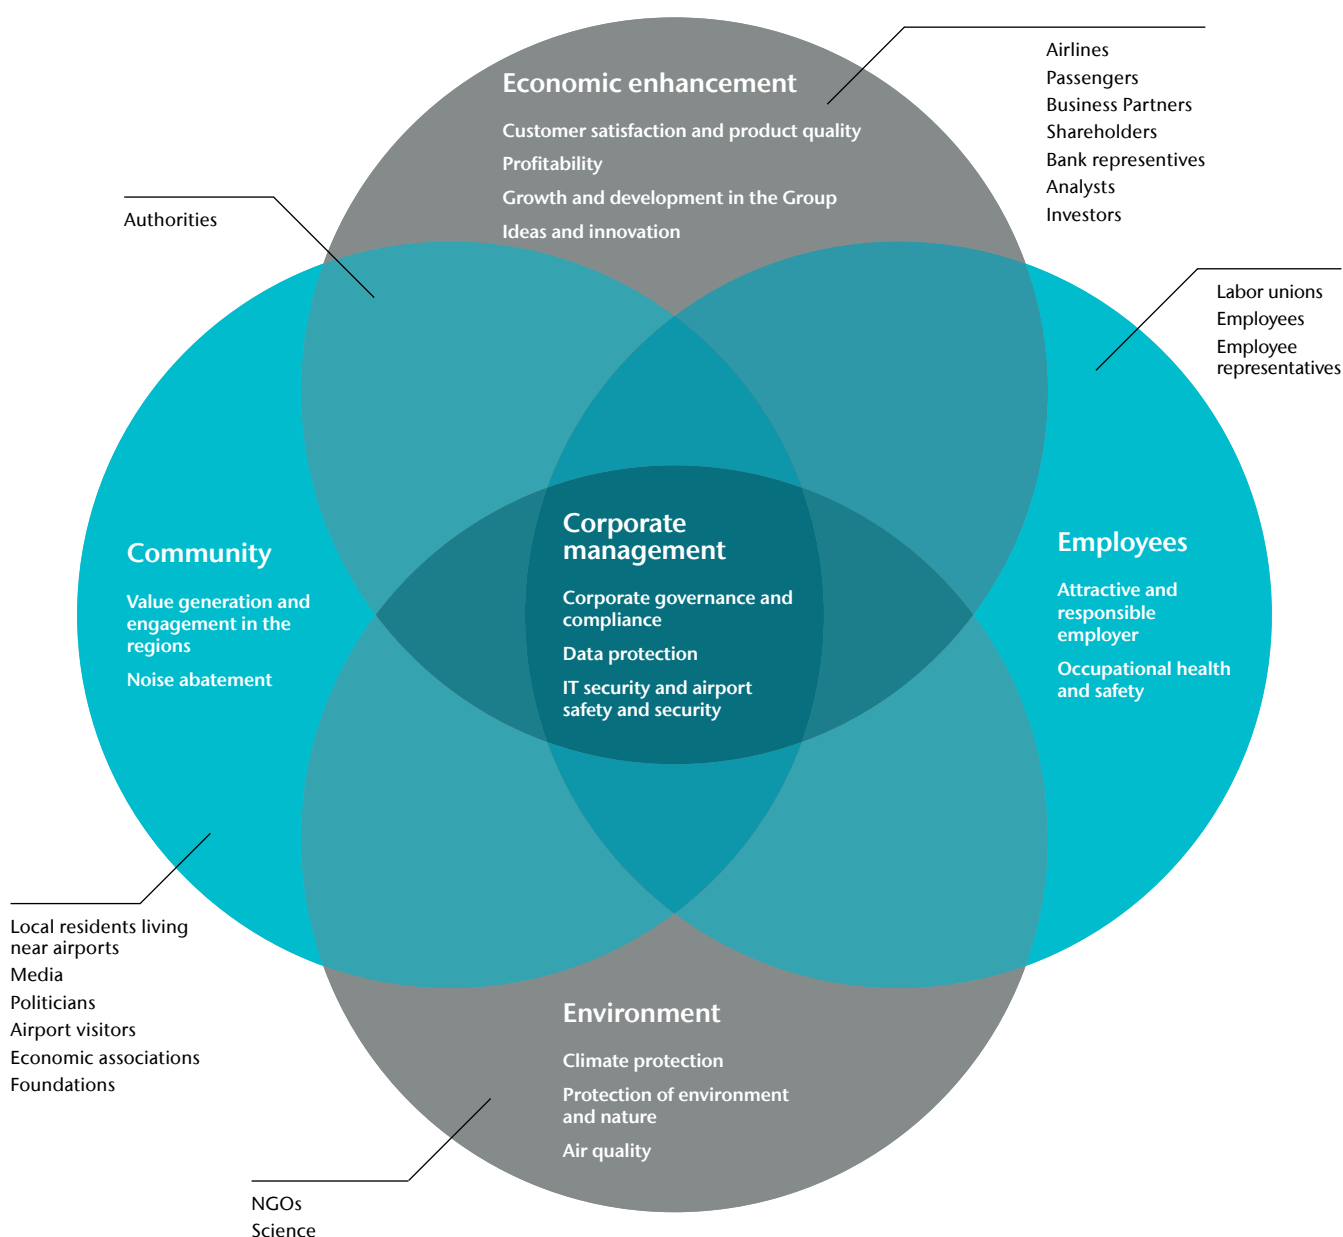 Economic enhancement
Customer satisfaction and product quality
Profitability
Growth and development in the Group
Ideas and innovation
Airlines
Passengers
Business Partners
Shareholders
Bank representives
Analysts
Investors
Authorities
Labor unions
Employees
Employee
representatives
Community
Value generation and
engagement in the
regions
Noise abatement
Corporate
management
Corporate governance and
compliance
Data protection
IT security and airport
safety and security
Employees
Attractive and
responsible
employer
Occupational health
and safety
Local residents living
near airports
Media
Politicians
Airport visitors
Economic associations
Foundations
Environment
Climate protection
Protection of environment
and nature
Air quality
NGOs
Science